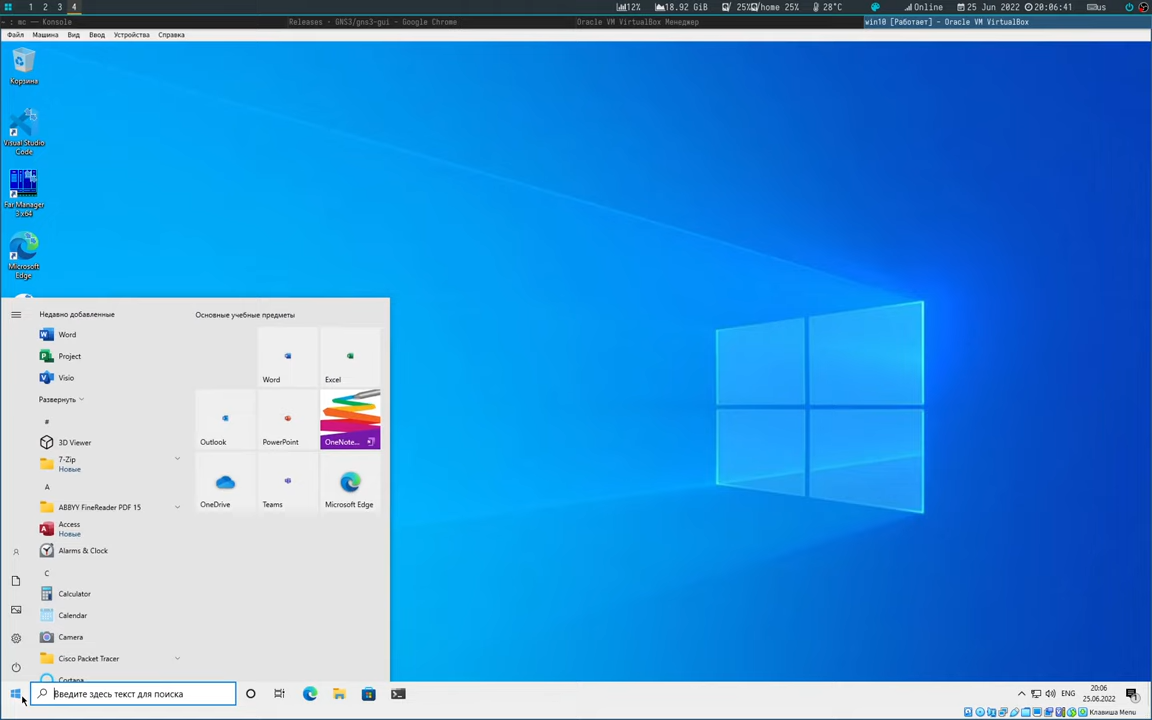 1 2 3 4
12% 18.92 GiB / 25% /home 25% 28°C Online 25 Jun 2022 20:06:41 us
~ : mc — Konsole
Releases · GNS3/gns3-gui - Google Chrome
Oracle VM VirtualBox Менеджер
win10 [Работает] - Oracle VM VirtualBox
Файл Машина Вид Ввод Устройства Справка
Корзина
Visual Studio
Code
Far Manager
3 x64
Microsoft
Edge
Недавно добавленные
Word
Project
Visio
Развернуть
#
3D Viewer
7-Zip
Новые
A
ABBYY FineReader PDF 15
Access
Новые
Alarms & Clock
C
Calculator
Calendar
Camera
Cisco Packet Tracer
Cortana
Основные учебные предметы
Word
Excel
Outlook
PowerPoint
OneNote...
OneDrive
Teams
Microsoft Edge
Введите здесь текст для поиска
ENG
20:06
25.06.2022
1
Клавиша Menu